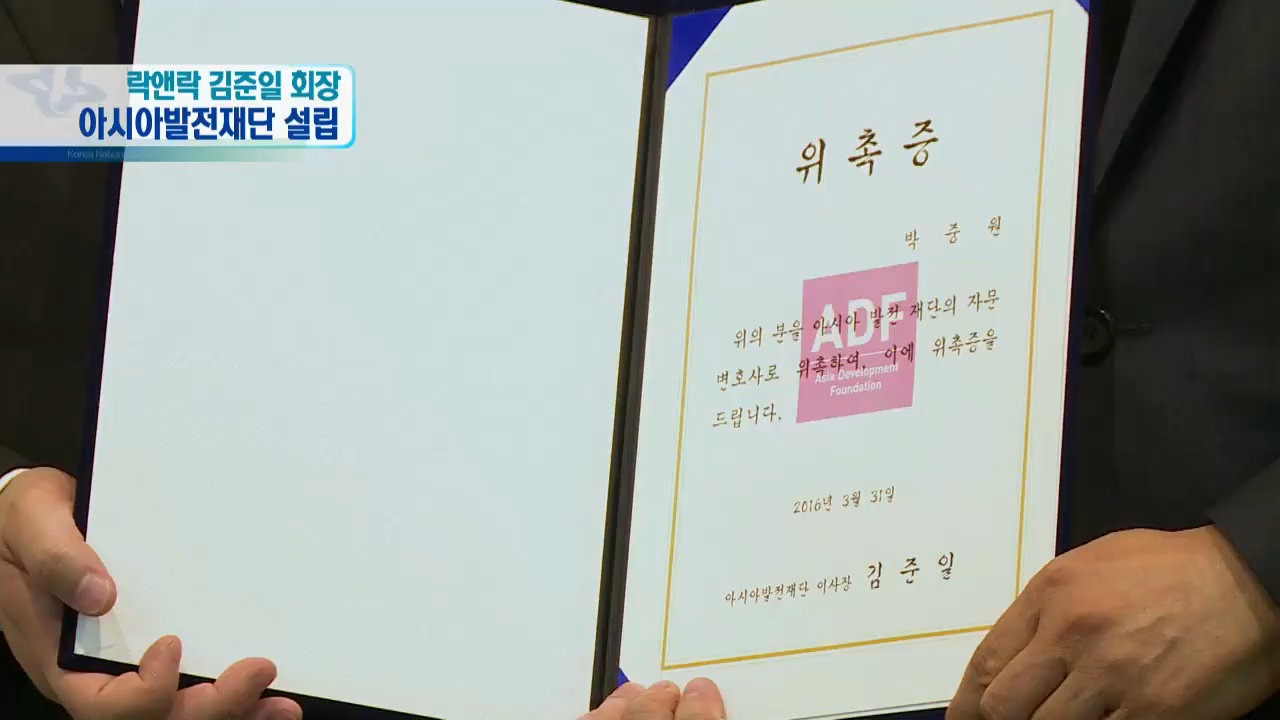 락앤락 김준일 회장
아시아발전재단 설립
위 촉 증
박 중 원
ADF
Asia Development
Foundation
위의 분을 아시아 발전 재단의 자문
변호사로 위촉하여, 이에 위촉증을
드립니다.
2016년 3월 31일
아시아발전재단 이사장 김 준 일